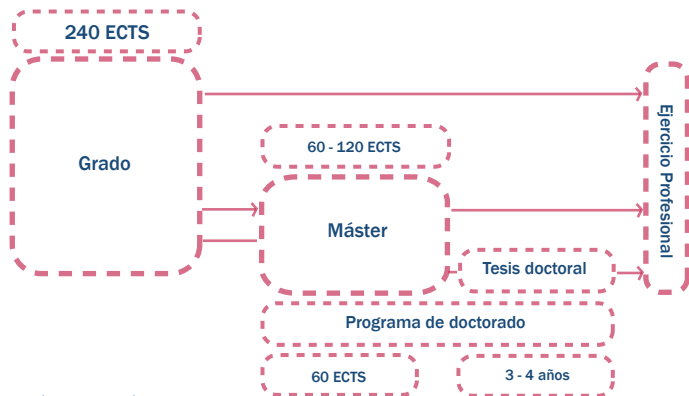 240 ECTS
Grado
60 - 120 ECTS
Máster
Tesis doctoral
Ejercicio Profesional
Programa de doctorado
60 ECTS
3 - 4 años